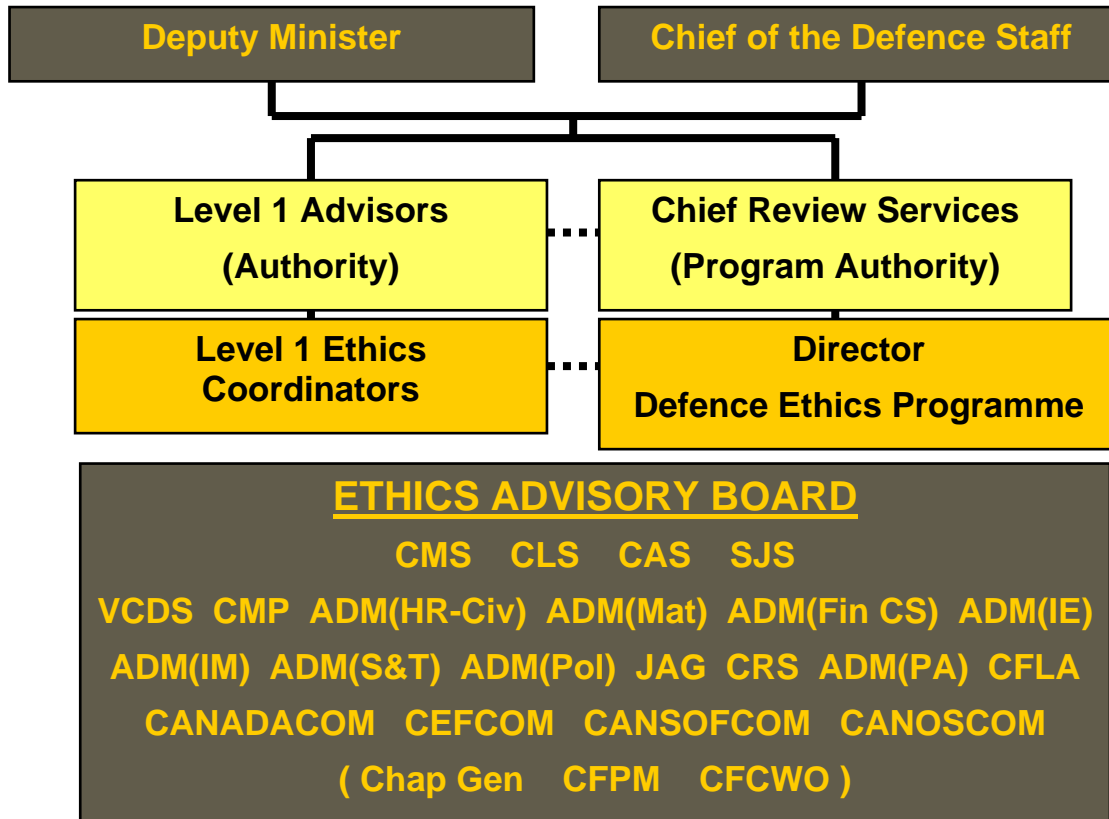 Deputy Minister
Chief of the Defence Staff
Level 1 Advisors
(Authority)
Chief Review Services
(Program Authority)
Level 1 Ethics
Coordinators
Director
Defence Ethics Programme
ETHICS ADVISORY BOARD
CMS CLS CAS SJS
VCDS CMP ADM(HR-Civ) ADM(Mat) ADM(Fin CS) ADM(IE)
ADM(IM) ADM(S&T) ADM(Pol) JAG CRS ADM(PA) CFLA
CANADACOM CEFCOM CANSOFCOM CANOSCOM
( Chap Gen CFPM CFCWO )